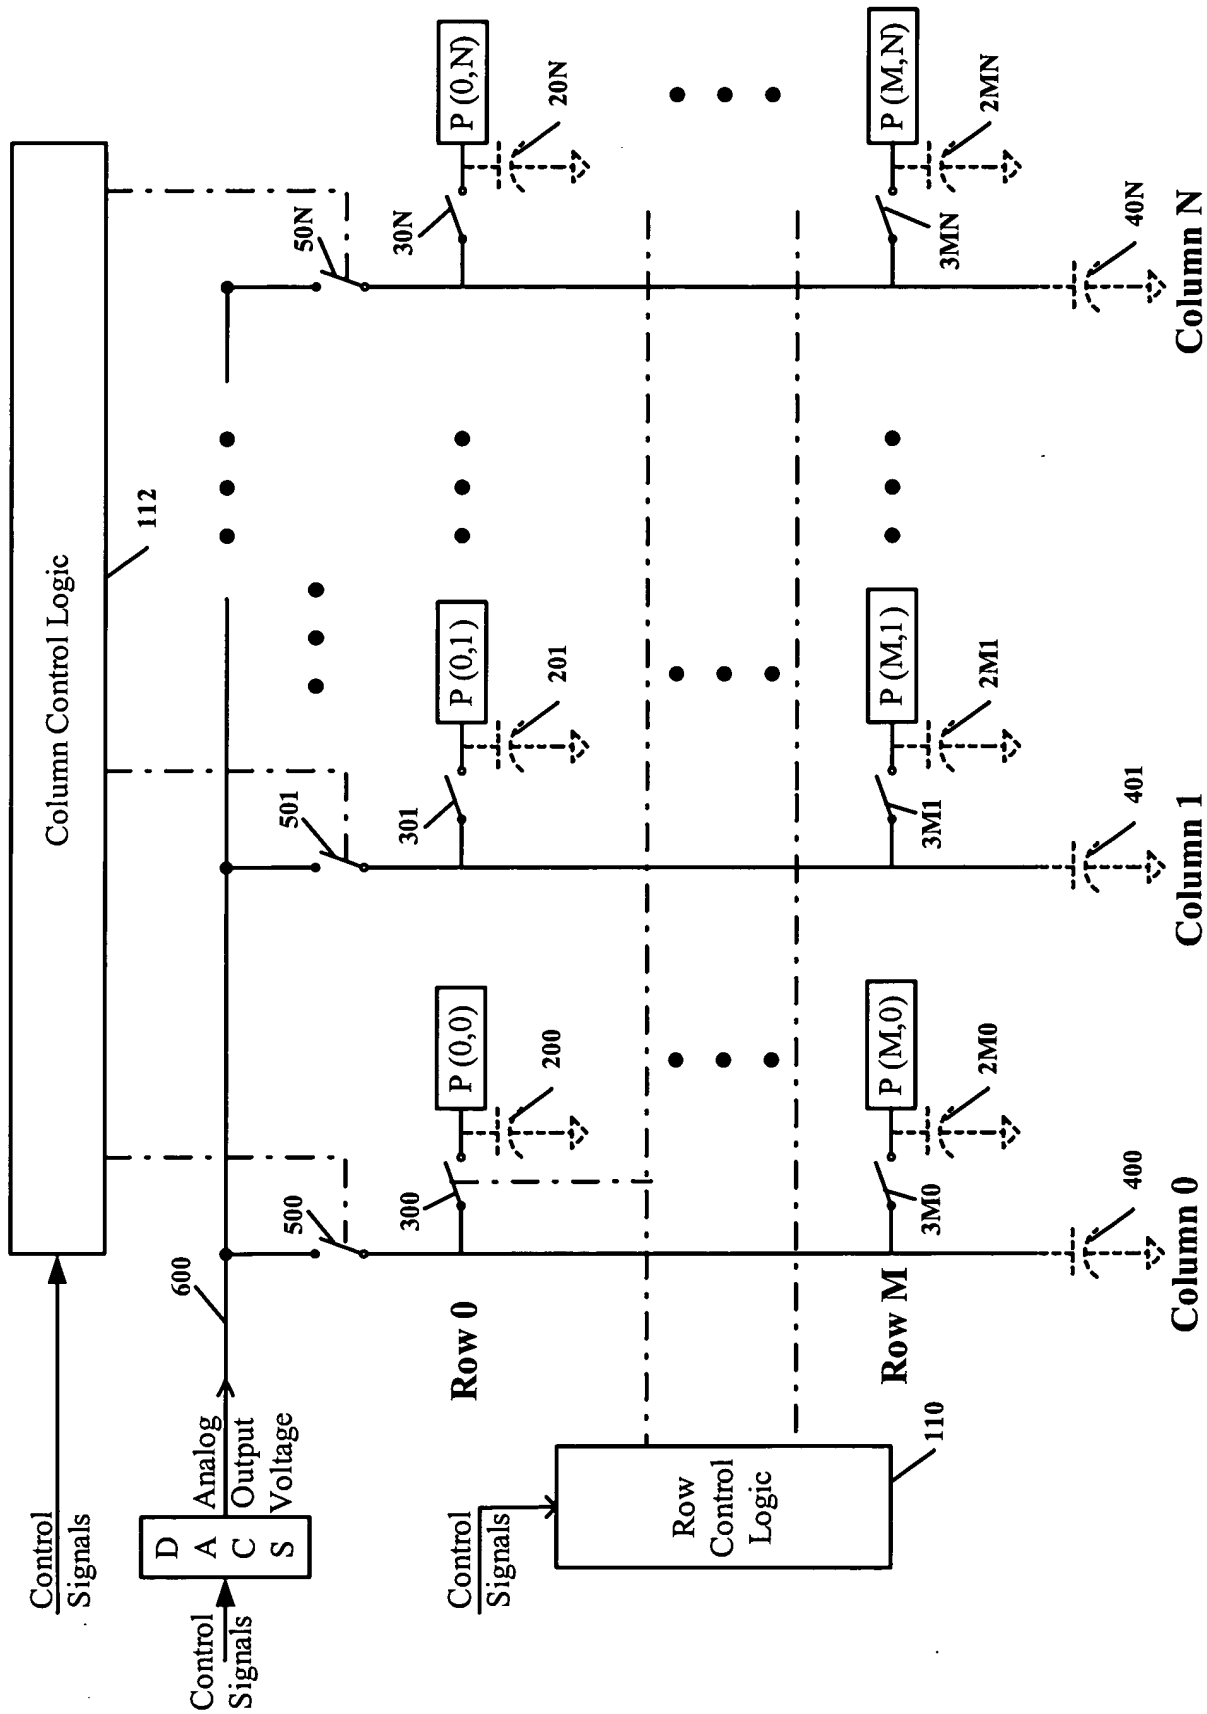 Control
Signals
Column Control Logic
112
Control
Signals
D
A
C
S
Analog
Output
Voltage
600
500
501
50N
Row 0
300
P (0,0)
200
301
P (0,1)
201
30N
P (0,N)
20N
Control
Signals
Row
Control
Logic
110
Row M
3M0
P (M,0)
2M0
3M1
P (M,1)
2M1
3MN
P (M,N)
2MN
400
401
40N
Column 0
Column 1
Column N